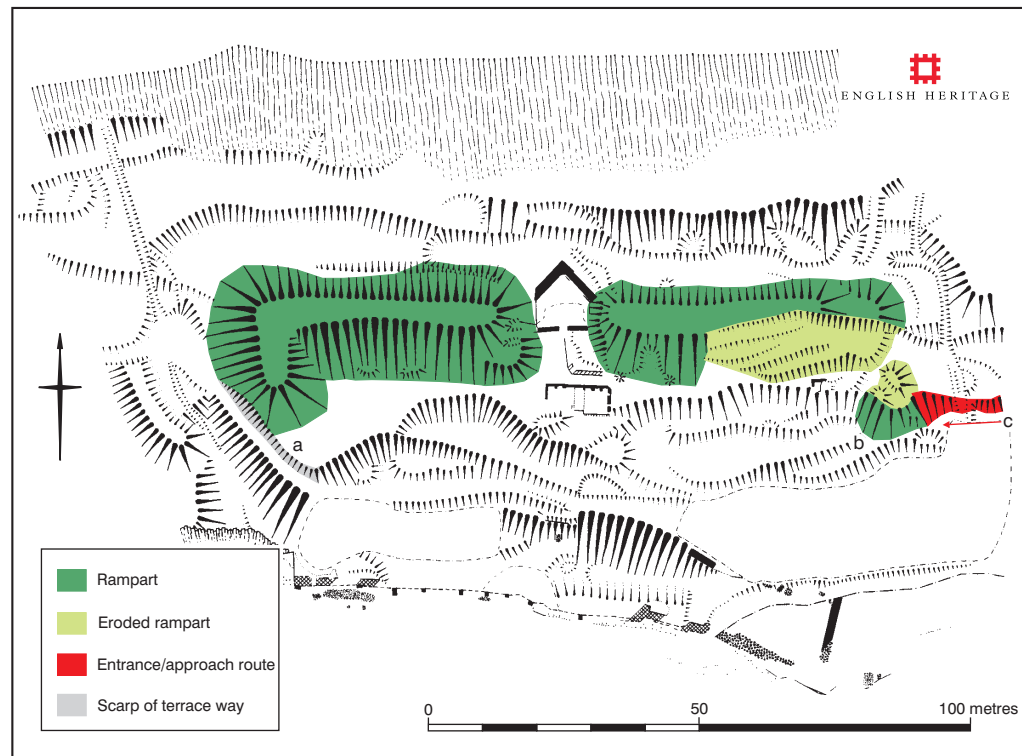 ENGLISH HERITAGE
a
b
c
Rampart
Eroded rampart
Entrance/approach route
Scarp of terrace way
0
50
100 metres